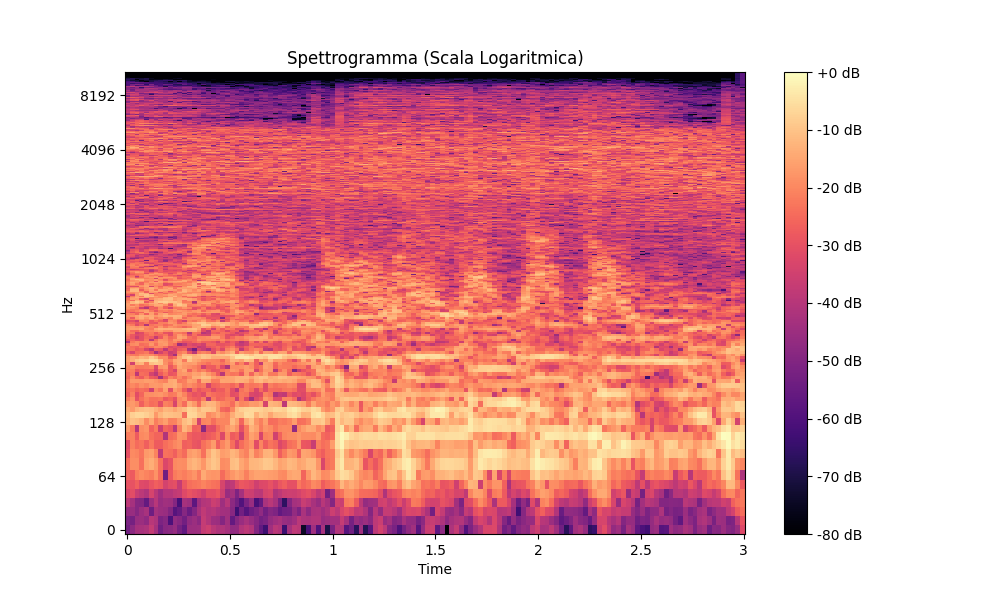 Spettrogramma (Scala Logaritmica)
Hz
8192
4096
2048
1024
512
256
128
64
0
0
0.5
1
1.5
2
2.5
3
Time
+0 dB
-10 dB
-20 dB
-30 dB
-40 dB
-50 dB
-60 dB
-70 dB
-80 dB